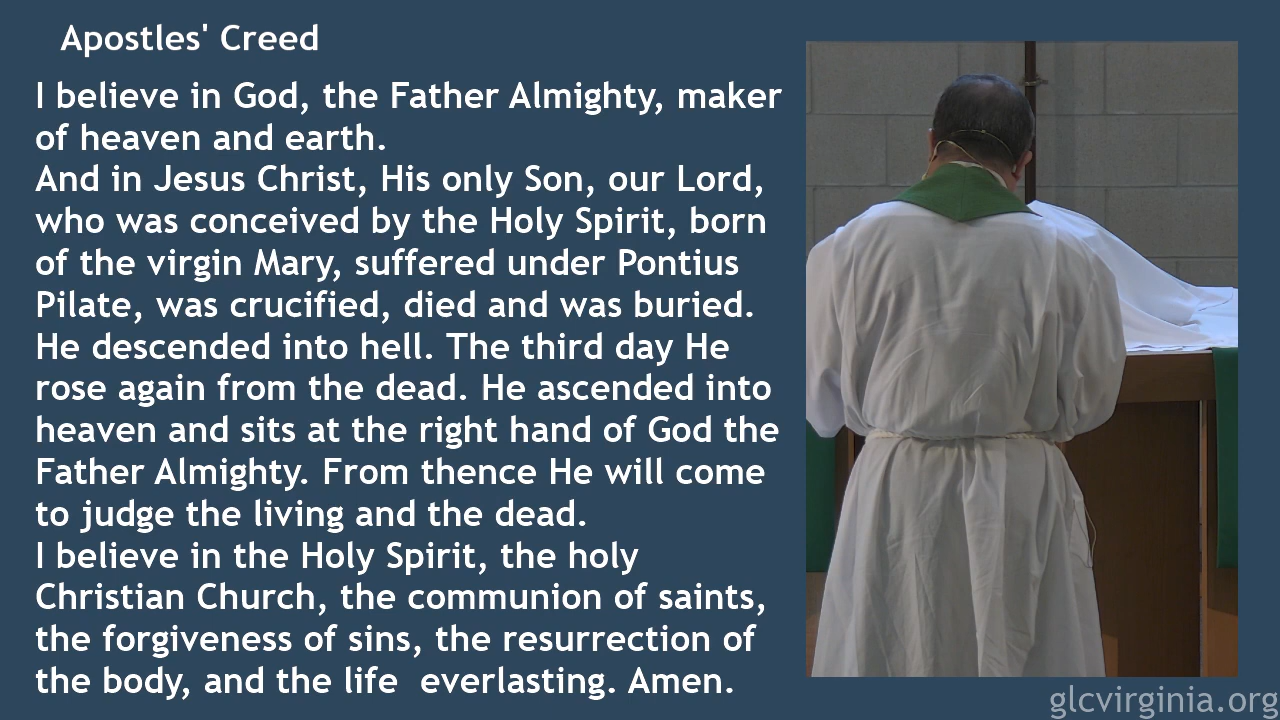 Apostles' Creed
I believe in God, the Father Almighty, maker
of heaven and earth.
And in Jesus Christ, His only Son, our Lord,
who was conceived by the Holy Spirit, born
of the virgin Mary, suffered under Pontius
Pilate, was crucified, died and was buried.
He descended into hell. The third day He
rose again from the dead. He ascended into
heaven and sits at the right hand of God the
Father Almighty. From thence He will come
to judge the living and the dead.
I believe in the Holy Spirit, the holy
Christian Church, the communion of saints,
the forgiveness of sins, the resurrection of
the body, and the life  everlasting. Amen.
glcvirginia.org